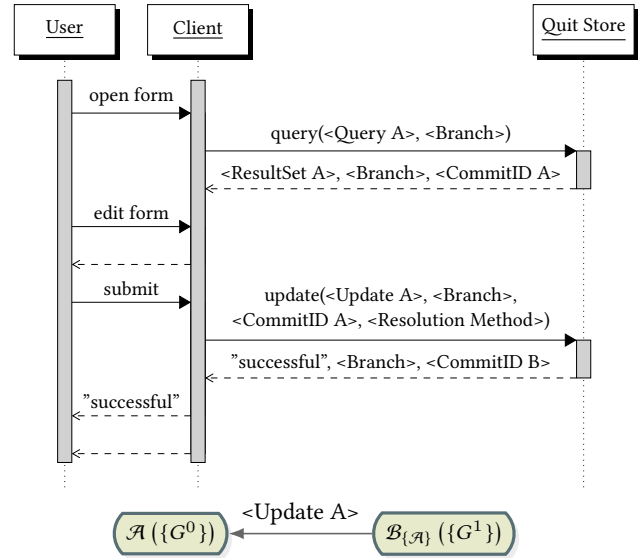 User Client Quit Store
open form
query(<Query A>, <Branch>)
<ResultSet A>, <Branch>, <CommitID A>
edit form
submit
update(<Update A>, <Branch>,
<CommitID A>, <Resolution Method>)
"successful", <Branch>, <CommitID B>
"successful"
<Update A>
𝒜 ({G⁰}) ℬ{𝒜} ({G¹})